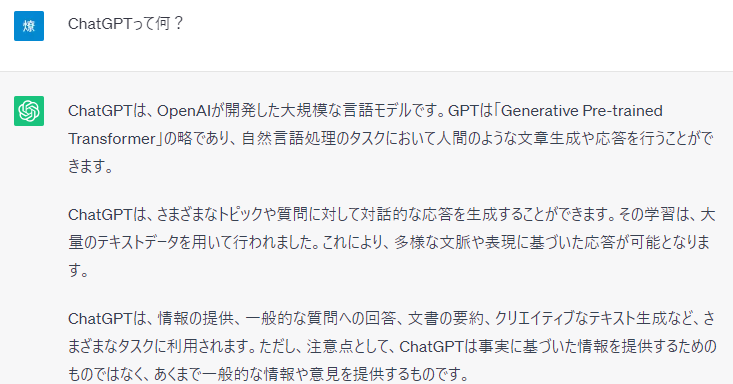 燎
ChatGPTって何？
ChatGPTは、OpenAIが開発した大規模な言語モデルです。GPTは「Generative Pre-trained
Transformer」の略であり、自然言語処理のタスクにおいて人間のような文章生成や応答を行うことがで
きます。
ChatGPTは、さまざまなトピックや質問に対して対話的な応答を生成することができます。その学習は、大
量のテキストデータを用いて行われました。これにより、多様な文脈や表現に基づいた応答が可能となりま
す。
ChatGPTは、情報の提供、一般的な質問への回答、文書の要約、クリエイティブなテキスト生成など、さ
まざまなタスクに利用されます。ただし、注意点として、ChatGPTは事実に基づいた情報を提供するための
ものではなく、あくまで一般的な情報や意見を提供するものです。